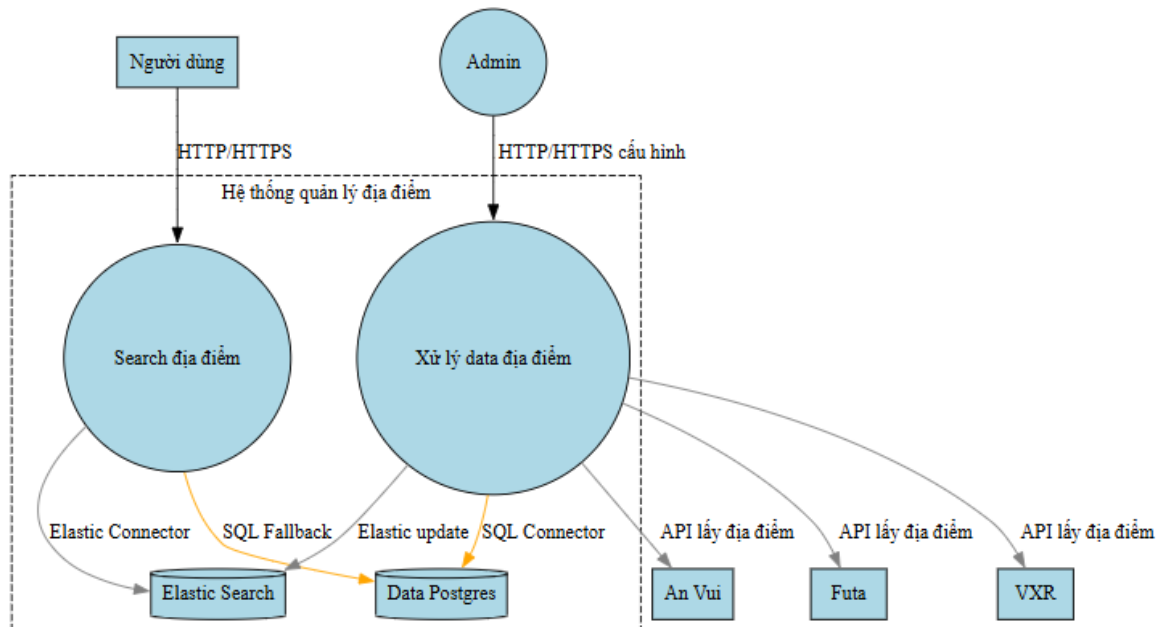 Người dùng
Admin
HTTP/HTTPS
HTTP/HTTPS cấu hình
Hệ thống quản lý địa điểm
Search địa điểm
Xử lý data địa điểm
Elastic Connector
SQL Fallback
Elastic update
SQL Connector
API lấy địa điểm
API lấy địa điểm
API lấy địa điểm
Elastic Search
Data Postgres
An Vui
Futa
VXR